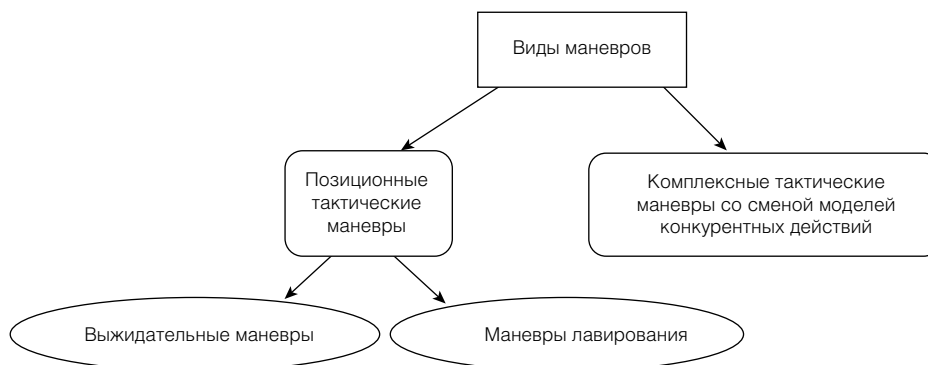 Виды маневров
Позиционные
тактические
маневры
Комплексные тактические
маневры со сменой моделей
конкурентных действий
Выжидательные маневры
Маневры лавирования